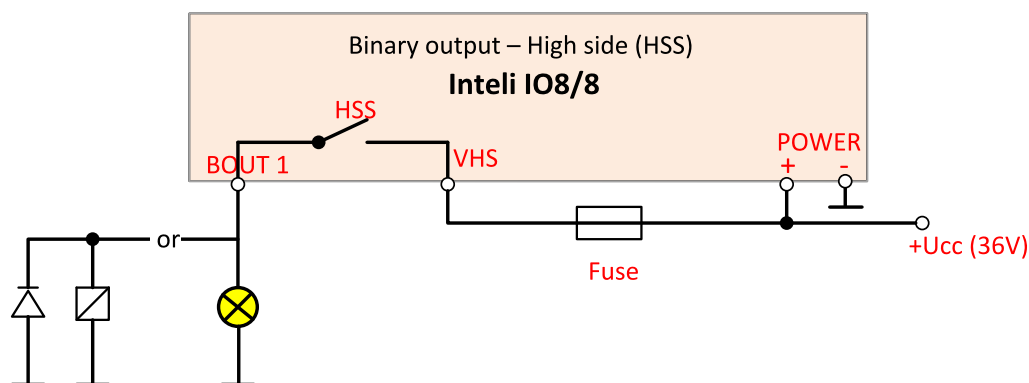 Binary output – High side (HSS)
Inteli IO8/8
HSS
POWER
BOUT 1
VHS
+
-
or
+Ucc (36V)
Fuse